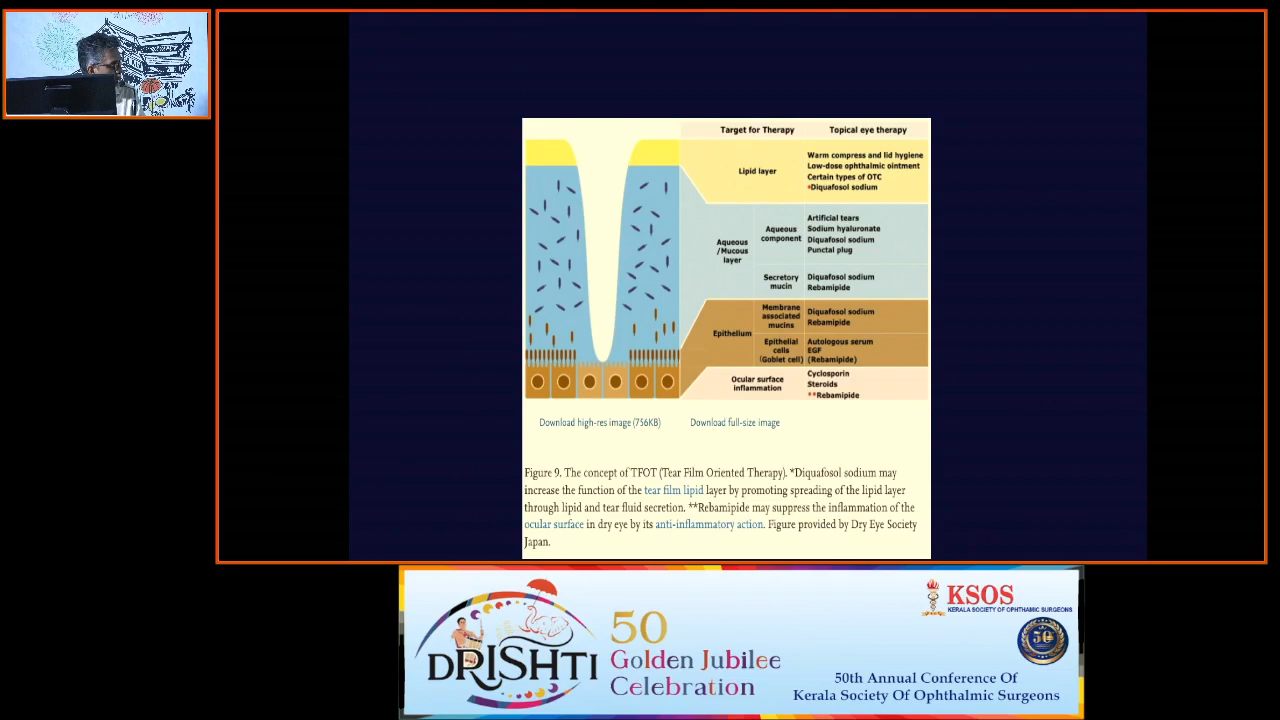 Target for Therapy
Topical eye therapy
Lipid layer
Warm compress and lid hygiene
Low-dose ophthalmic ointment
Certain types of OTC
*Diquafosol sodium
Aqueous
/Mucous
layer
Aqueous
component
Artificial tears
Sodium hyaluronate
Diquafosol sodium
Punctal plug
Secretory
mucin
Diquafosol sodium
Rebamipide
Epithelium
Membrane
associated
mucins
Diquafosol sodium
Rebamipide
Epithelial
cells
(Goblet cell)
Autologous serum
EGF
(Rebamipide)
Ocular surface
inflammation
Cyclosporin
Steroids
**Rebamipide
Download high-res image (756KB)
Download full-size image
Figure 9. The concept of TFOT (Tear Film Oriented Therapy). *Diquafosol sodium may
increase the function of the tear film lipid layer by promoting spreading of the lipid layer
through lipid and tear fluid secretion. **Rebamipide may suppress the inflammation of the
ocular surface in dry eye by its anti-inflammatory action. Figure provided by Dry Eye Society
Japan.
DRISHTI
50
Golden Jubilee
Celebration
KSOS
KERALA SOCIETY OF OPHTHAMIC SURGEONS
50
50th Annual Conference Of
Kerala Society Of Ophthalmic Surgeons